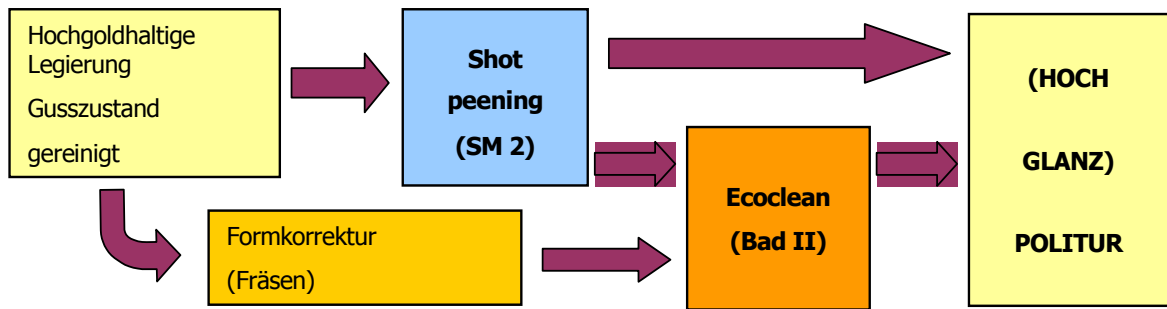 Hochgoldhaltige
Legierung
Gusszustand
gereinigt
Shot
peening
(SM 2)
(HOCH
GLANZ)
POLITUR
Ecoclean
(Bad II)
Formkorrektur
(Fräsen)